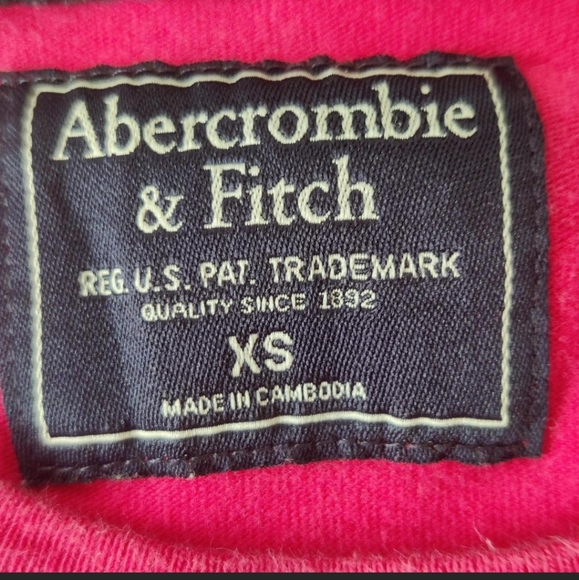 Abercrombie
& Fitch
REG. U.S. PAT. TRADEMARK
QUALITY SINCE 1892
XS
MADE IN CAMBODIA